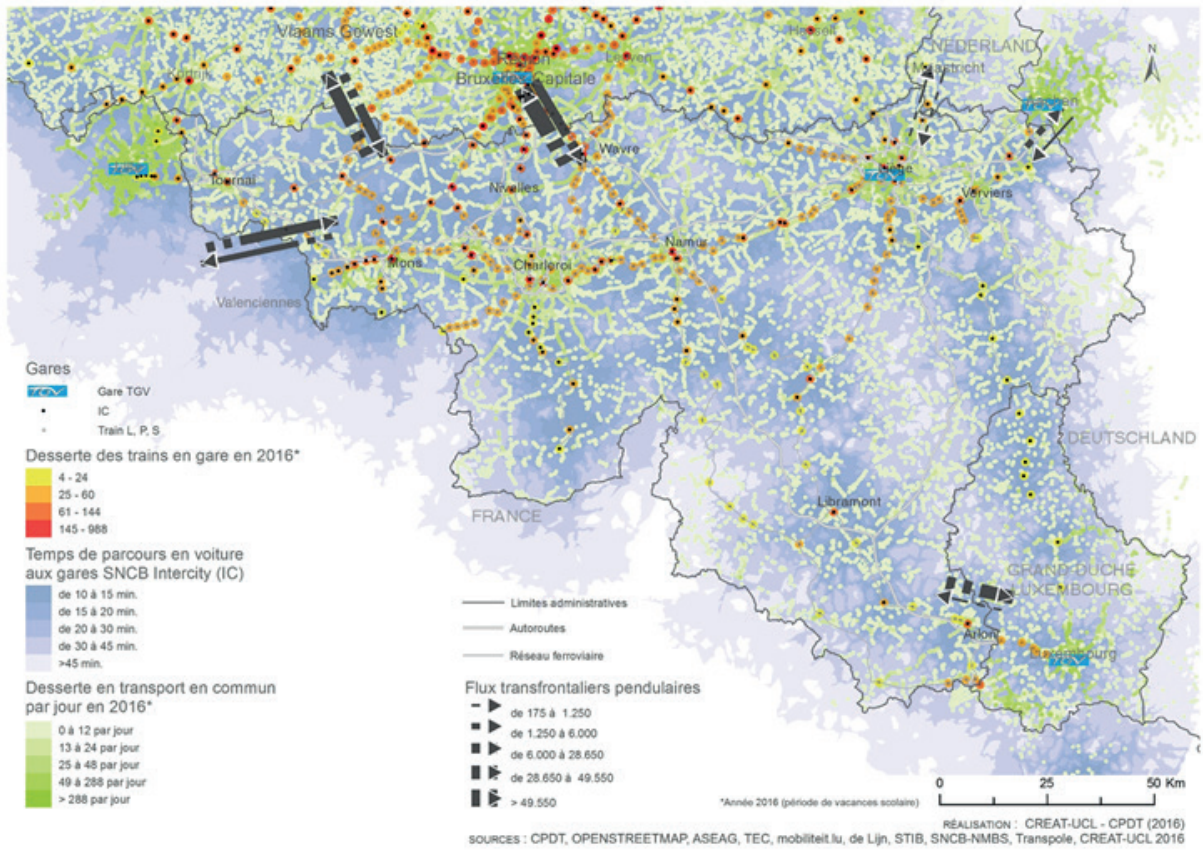 Vlaams Gewest
Hasselt
Région
Bruxelles Capitale
Leuven
NEDERLAND
Maastricht
N
Kortrijk
Aachen
TGV
TGV
TGV
Wavre
Liège
TGV
Tournai
Nivelles
Verviers
Namur
Mons
Charleroi
Valenciennes
Gares
TGV Gare TGV
IC
Train L, P, S
Desserte des trains en gare en 2016*
4 - 24
25 - 60
61 - 144
145 - 988
Temps de parcours en voiture
aux gares SNCB Intercity (IC)
de 10 à 15 min.
de 15 à 20 min.
de 20 à 30 min.
de 30 à 45 min.
>45 min.
Desserte en transport en commun
par jour en 2016*
0 à 12 par jour
13 à 24 par jour
25 à 48 par jour
49 à 288 par jour
> 288 par jour
DEUTSCHLAND
Libramont
FRANCE
GRAND-DUCHÉ
LUXEMBOURG
Arlon
Luxembourg
TGV
Limites administratives
Autoroutes
Réseau ferroviaire
Flux transfrontaliers pendulaires
de 175 à 1.250
de 1.250 à 6.000
de 6.000 à 28.650
de 28.650 à 49.550
> 49.550
*Année 2016 (période de vacances scolaire)
0 25 50 Km
RÉALISATION : CREAT-UCL - CPDT (2016)
SOURCES : CPDT, OPENSTREETMAP, ASEAG, TEC, mobiliteit.lu, de Lijn, STIB, SNCB-NMBS, Transpole, CREAT-UCL 2016